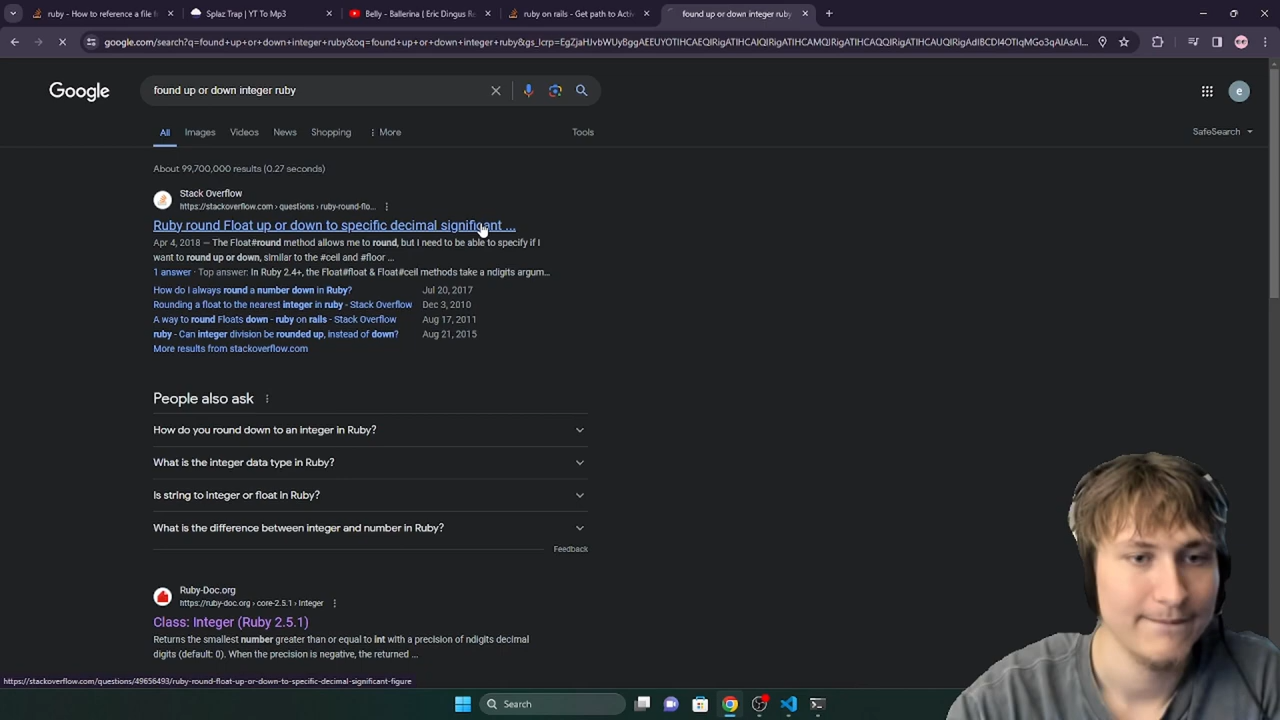 ruby - How to reference a file f
Splaz Trap | YT To Mp3
Belly - Ballerina ( Eric Dingus R
ruby on rails - Get path to Activ
found up or down integer ruby
google.com/search?q=found+up+or+down+integer+ruby&oq=found+up+or+down+integer+ruby&gs_lcrp=
Google
found up or down integer ruby
All
Images
Videos
News
Shopping
More
Tools
SafeSearch
e
About 99,700,000 results (0.27 seconds)
Stack Overflow
https://stackoverflow.com › questions › ruby-round-flo...
Ruby round Float up or down to specific decimal significant ...
Apr 4, 2018 — The Float#round method allows me to round, but I need to be able to specify if I
want to round up or down, similar to the #ceil and #floor ...
1 answer · Top answer: In Ruby 2.4+, the Float#float & Float#ceil methods take a ndigits argum...
How do I always round a number down in Ruby? Jul 20, 2017
Rounding a float to the nearest integer in ruby - Stack Overflow Dec 3, 2010
A way to round Floats down - ruby on rails - Stack Overflow Aug 17, 2011
ruby - Can integer division be rounded up, instead of down? Aug 21, 2015
More results from stackoverflow.com
People also ask
How do you round down to an integer in Ruby?
What is the integer data type in Ruby?
Is string to integer or float in Ruby?
What is the difference between integer and number in Ruby?
Feedback
Ruby-Doc.org
https://ruby-doc.org › core-2.5.1 › Integer
Class: Integer (Ruby 2.5.1)
Returns the smallest number greater than or equal to int with a precision of ndigits decimal
digits (default: 0). When the precision is negative, the returned ...
https://stackoverflow.com/questions/49656493/ruby-round-float-up-or-down-to-specific-decimal-significant-figure
Search